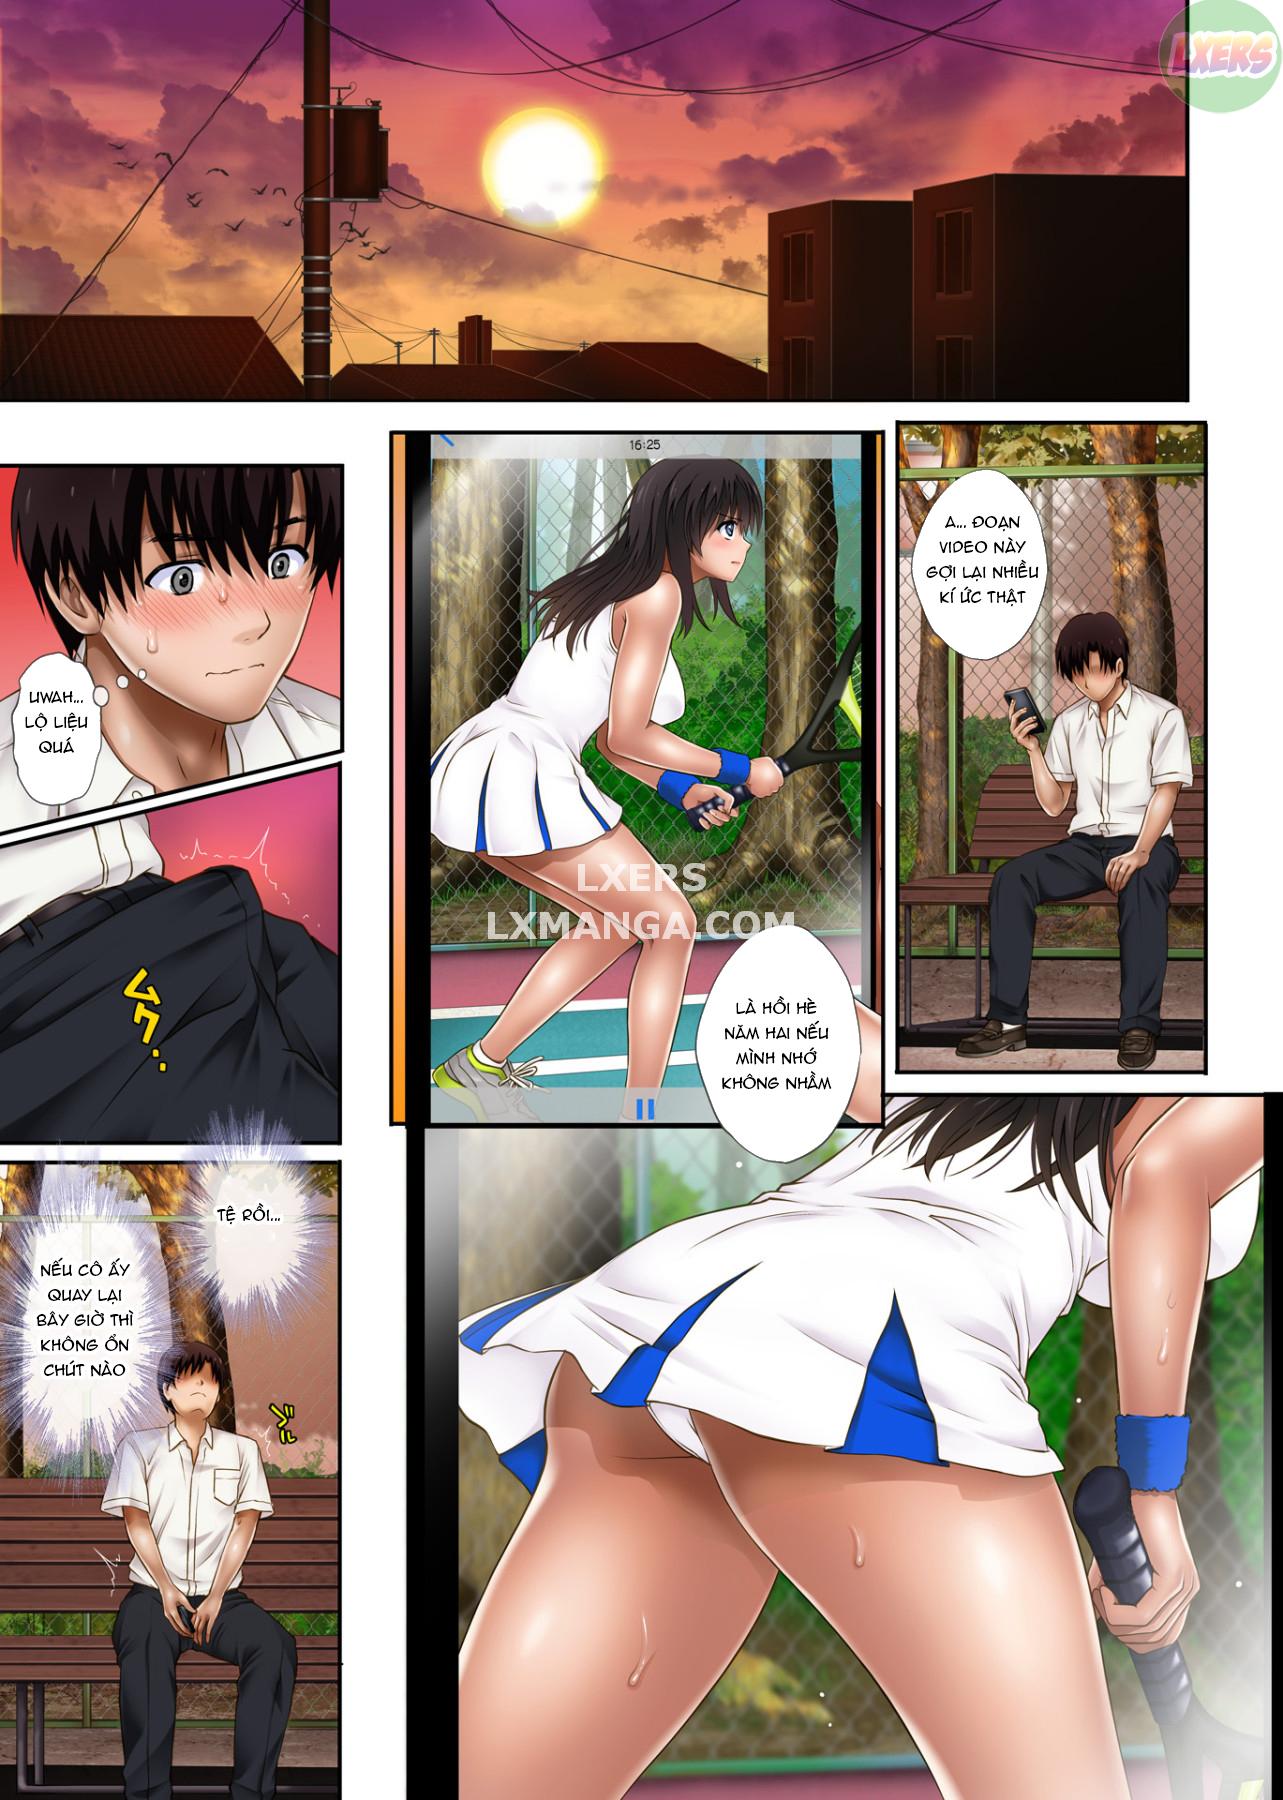 LXERS
16:25
A... ĐOẠN
VIDEO NÀY
GỢI LẠI NHIỀU
KÍ ỨC THẬT
LXERS
LXMANGA.COM
LÀ HỒI HÈ
NĂM HAI NẾU
MÌNH NHỚ
KHÔNG NHẦM
UWAH...
LỘ LIỆU
QUÁ
ムク..
TỆ RỒI...
NẾU CÔ ẤY
QUAY LẠI
BÂY GIỜ THÌ
KHÔNG ỔN
CHÚT NÀO